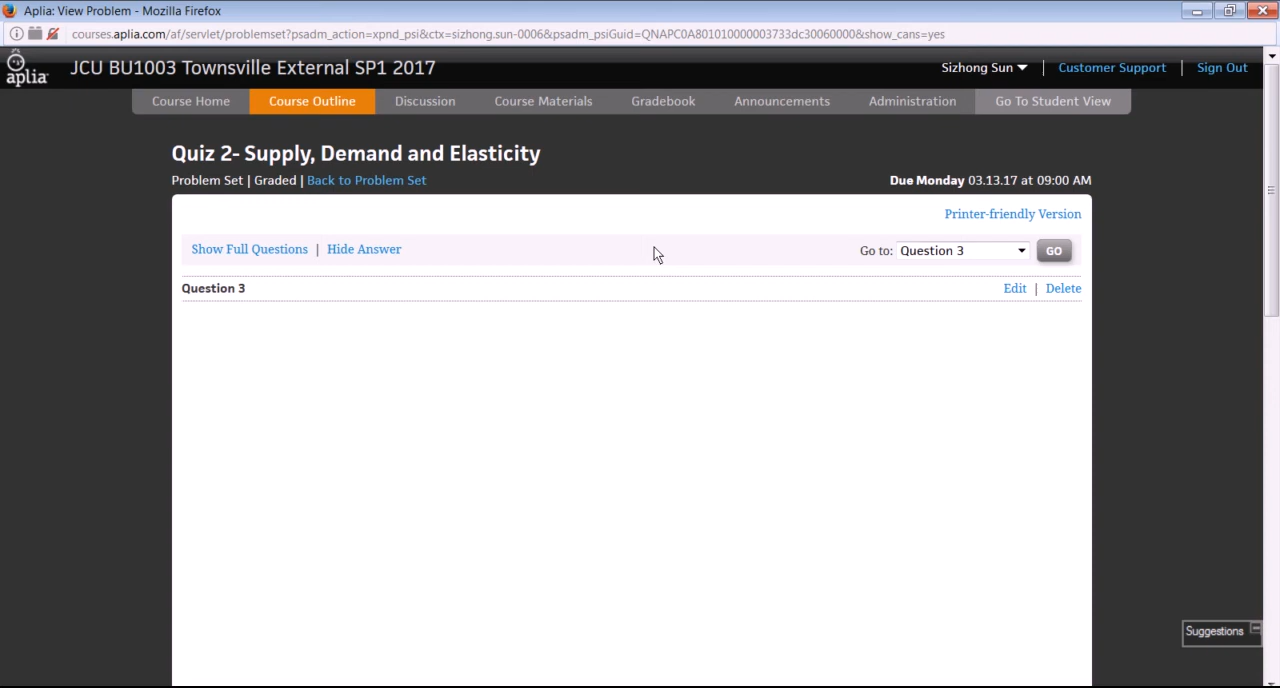 Aplia: View Problem - Mozilla Firefox
courses.aplia.com/af/servlet/problemset?psadm_action=xpnd_psi&ctx=sizhong.sun-0006&psadm_psiGuid=QNAPC0A801010000003733dc30060000&show_cans=yes
aplia JCU BU1003 Townsville External SP1 2017 Sizhong Sun | Customer Support | Sign Out
Course Home Course Outline Discussion Course Materials Gradebook Announcements Administration Go To Student View
Quiz 2- Supply, Demand and Elasticity
Problem Set | Graded | Back to Problem Set Due Monday 03.13.17 at 09:00 AM
Printer-friendly Version
Show Full Questions | Hide Answer Go to: Question 3 GO
Question 3 Edit | Delete
Suggestions